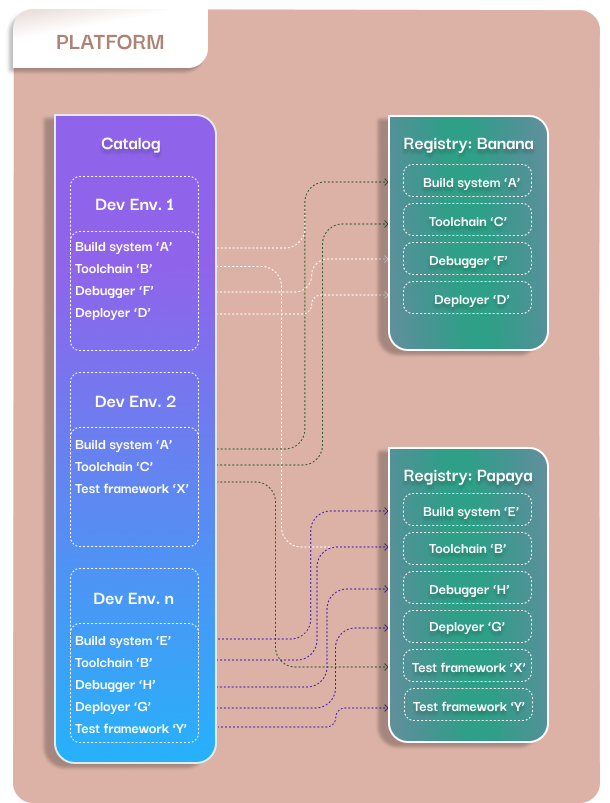 PLATFORM
Catalog
Dev Env. 1
Build system ‘A’
Toolchain ‘B’
Debugger ‘F’
Deployer ‘D’
Dev Env. 2
Build system ‘A’
Toolchain ‘C’
Test framework ‘X’
Dev Env. n
Build system ‘E’
Toolchain ‘B’
Debugger ‘H’
Deployer ‘G’
Test framework ‘Y’
Registry: Banana
Build system ‘A’
Toolchain ‘C’
Debugger ‘F’
Deployer ‘D’
Registry: Papaya
Build system ‘E’
Toolchain ‘B’
Debugger ‘H’
Deployer ‘G’
Test framework ‘X’
Test framework ‘Y’